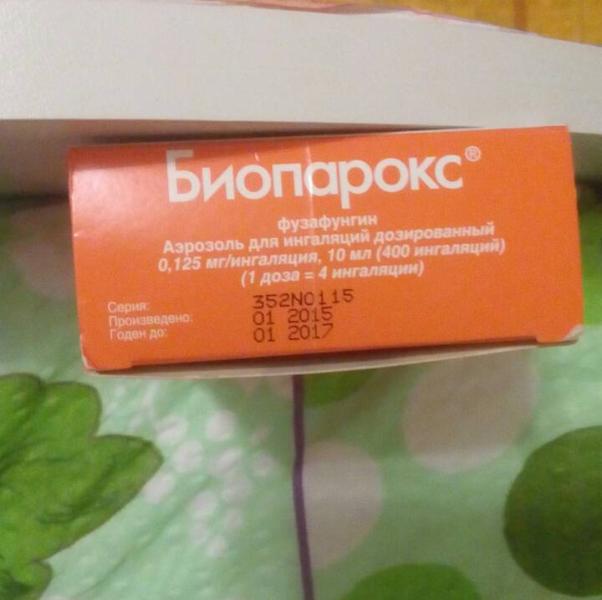 Биопарокс®
фузафунгин
Аэрозоль для ингаляций дозированный
0,125 мг/ингаляция, 10 мл (400 ингаляций)
(1 доза = 4 ингаляции)
Серия: 352N0115
Произведено: 01 2015
Годен до: 01 2017